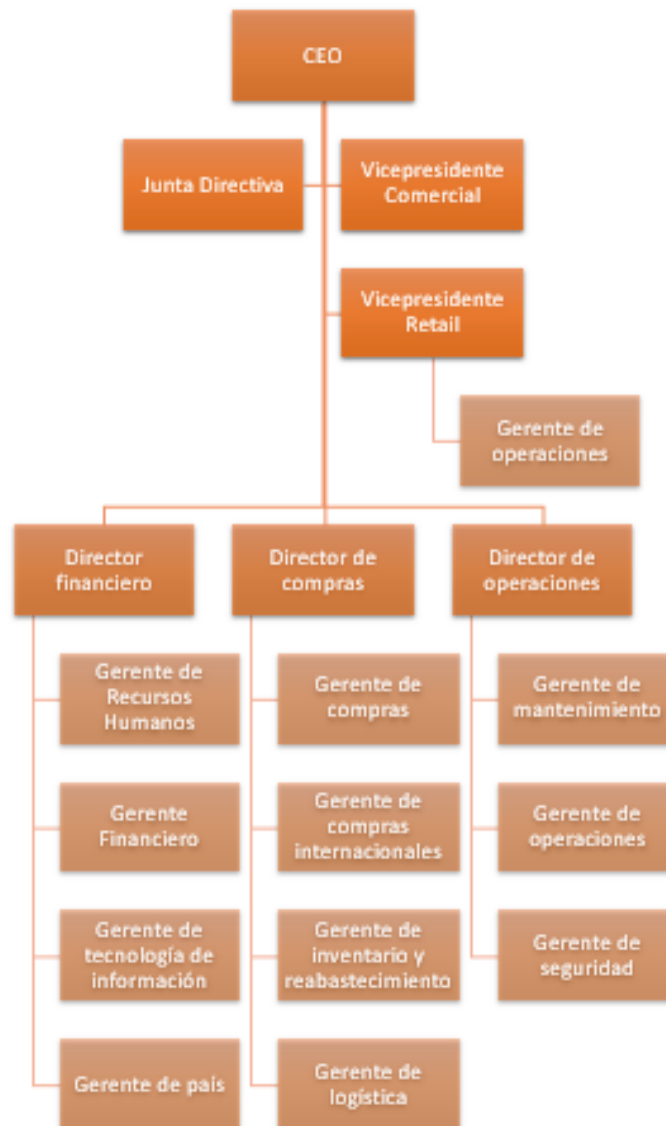 CEO
Junta Directiva
Vicepresidente
Comercial
Vicepresidente
Retail
Gerente de
operaciones
Director
financiero
Director de
compras
Director de
operaciones
Gerente de
Recursos
Humanos
Gerente de
compras
Gerente de
mantenimiento
Gerente
Financiero
Gerente de
compras
internacionales
Gerente de
operaciones
Gerente de
tecnología de
información
Gerente de
inventario y
reabastecimiento
Gerente de
seguridad
Gerente de país
Gerente de
logística